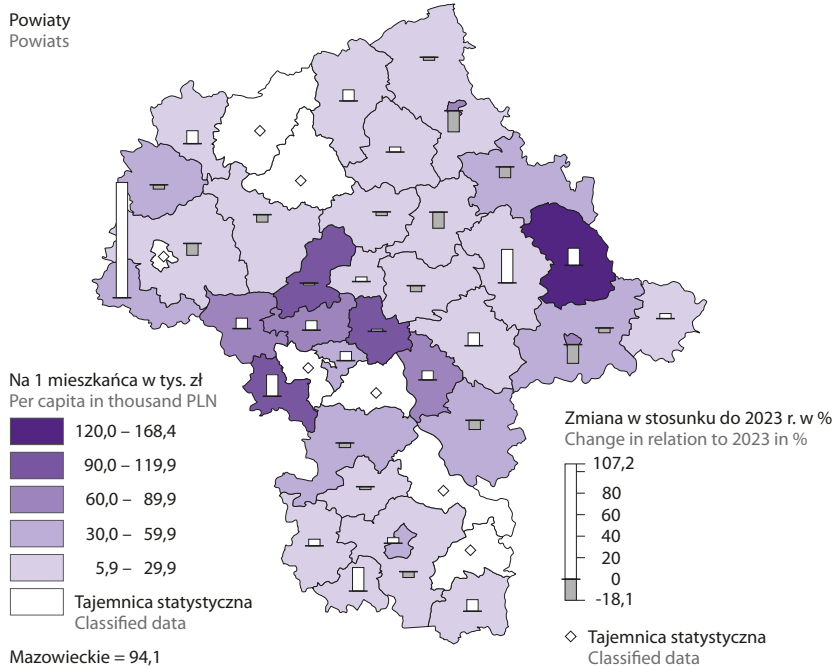 Powiaty
Powiats
Na 1 mieszkańca w tys. zł
Per capita in thousand PLN
120,0 – 168,4
90,0 – 119,9
60,0 – 89,9
30,0 – 59,9
5,9 – 29,9
Tajemnica statystyczna
Classified data
Mazowieckie = 94,1
Zmiana w stosunku do 2023 r. w %
Change in relation to 2023 in %
107,2
80
60
40
20
0
-18,1
Tajemnica statystyczna
Classified data